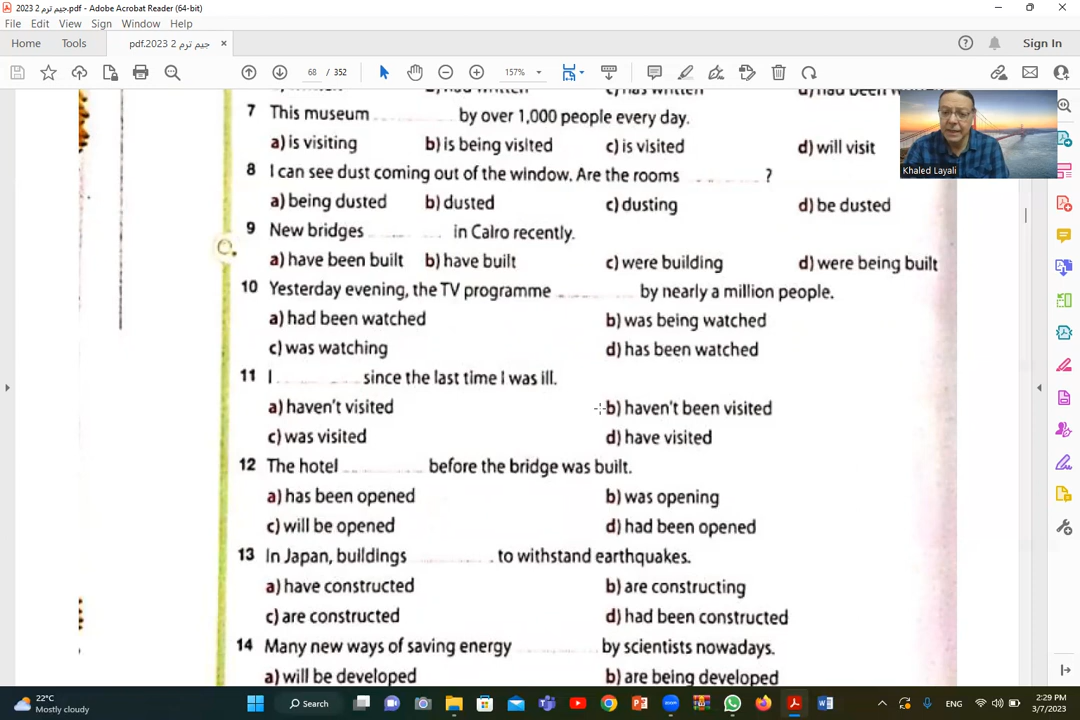 جيم ترم 2 2023.pdf - Adobe Acrobat Reader (64-bit)
File Edit View Sign Window Help
Home Tools جيم ترم 2 2023.pdf × Sign In
68 / 352 157%
7 This museum ............ by over 1,000 people every day.
a) is visiting b) is being visited c) is visited d) will visit
8 I can see dust coming out of the window. Are the rooms ............ ?
a) being dusted b) dusted c) dusting d) be dusted
9 New bridges ............ in Cairo recently.
a) have been built b) have built c) were building d) were being built
10 Yesterday evening, the TV programme ............ by nearly a million people.
a) had been watched b) was being watched
c) was watching d) has been watched
11 I ............ since the last time I was ill.
a) haven't visited b) haven't been visited
c) was visited d) have visited
12 The hotel ............ before the bridge was built.
a) has been opened b) was opening
c) will be opened d) had been opened
13 In Japan, buildings ............ to withstand earthquakes.
a) have constructed b) are constructing
c) are constructed d) had been constructed
14 Many new ways of saving energy ............ by scientists nowadays.
a) will be developed b) are being developed
Khaled Layali
22°C
Mostly cloudy
Search
ENG
2:29 PM
3/7/2023